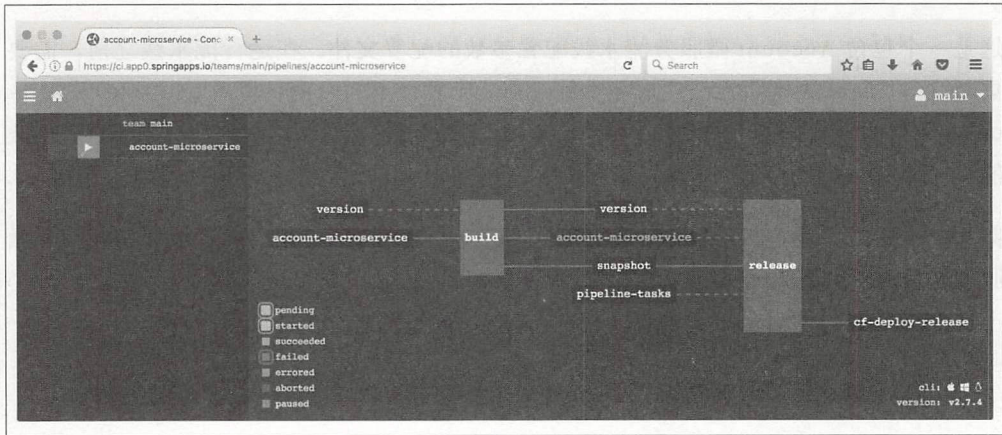 account-microservice - Conc × +
https://ci.app0.springapps.io/teams/main/pipelines/account-microservice
Search
main
team main
account-microservice
version
version
account-microservice
build
account-microservice
release
snapshot
pipeline-tasks
cf-deploy-release
pending
started
succeeded
failed
errored
aborted
paused
cli:
version: v2.7.4